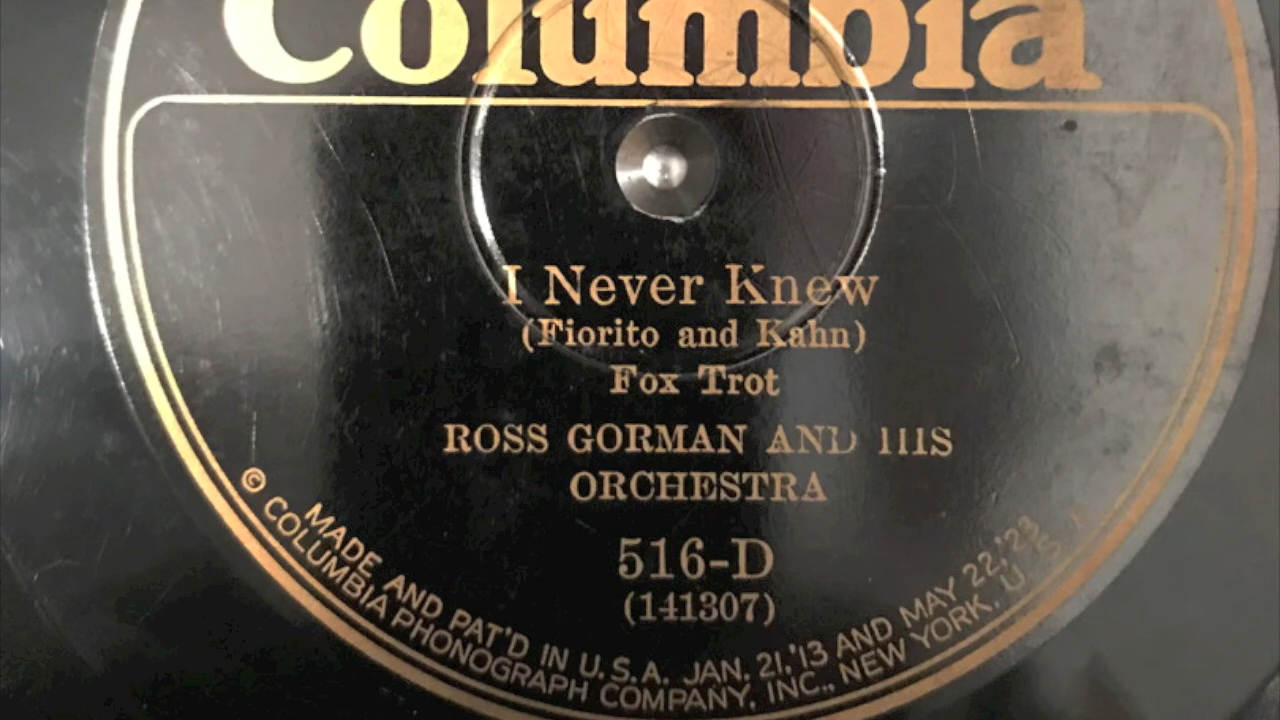 Columbia
I Never Knew
(Fiorito and Kahn)
Fox Trot
ROSS GORMAN AND HIS
ORCHESTRA
516-D
(141307)
MADE AND PAT'D IN U.S.A. JAN. 21,'13 AND MAY 22,'23
© COLUMBIA PHONOGRAPH COMPANY, INC., NEW YORK. U.S.